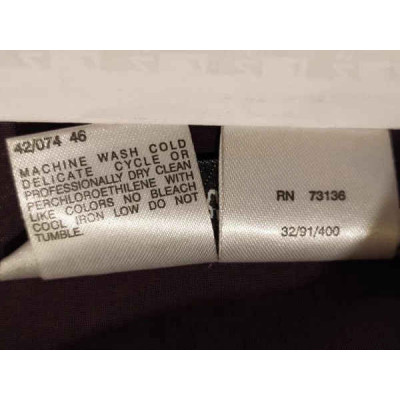 42/074 46
MACHINE WASH COLD
DELICATE CYCLE OR
PROFESSIONALLY DRY CLEAN
PERCHLOROETHILENE WITH
LIKE COLORS NO BLEACH
COOL IRON LOW DO NOT
TUMBLE.
RN 73136
32/91/400